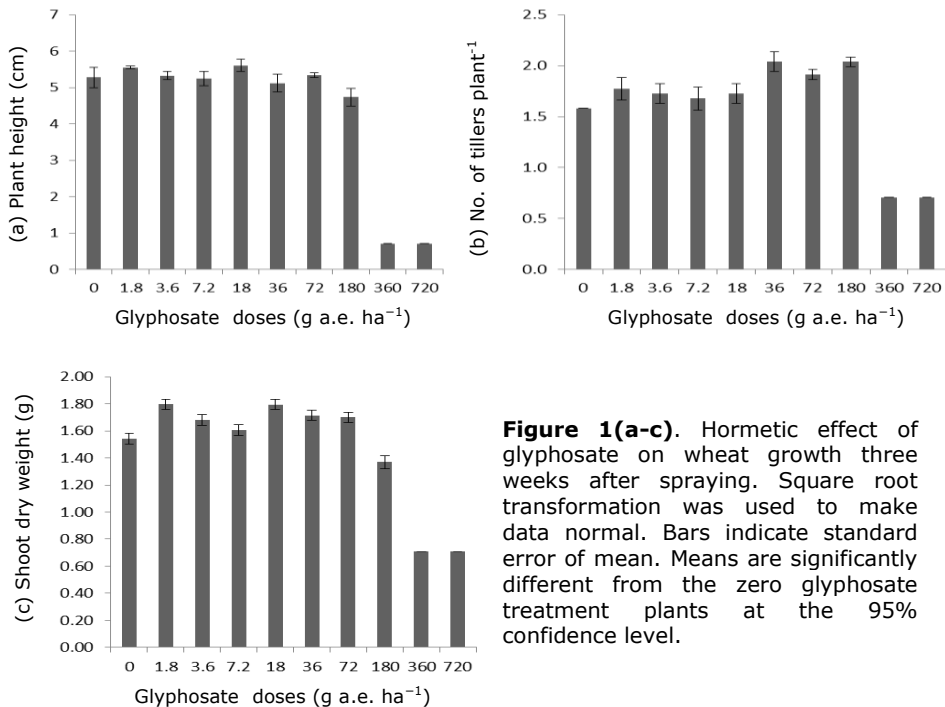 (a) Plant height (cm)
7
6
5
4
3
2
1
0
0 1.8 3.6 7.2 18 36 72 180 360 720
Glyphosate doses (g a.e. ha⁻¹)
(b) No. of tillers plant⁻¹
2.5
2.0
1.5
1.0
0.5
0.0
0 1.8 3.6 7.2 18 36 72 180 360 720
Glyphosate doses (g a.e. ha⁻¹)
(c) Shoot dry weight (g)
2.00
1.80
1.60
1.40
1.20
1.00
0.80
0.60
0.40
0.20
0.00
0 1.8 3.6 7.2 18 36 72 180 360 720
Glyphosate doses (g a.e. ha⁻¹)
Figure 1(a-c). Hormetic effect of
glyphosate on wheat growth three
weeks after spraying. Square root
transformation was used to make
data normal. Bars indicate standard
error of mean. Means are significantly
different from the zero glyphosate
treatment plants at the 95%
confidence level.